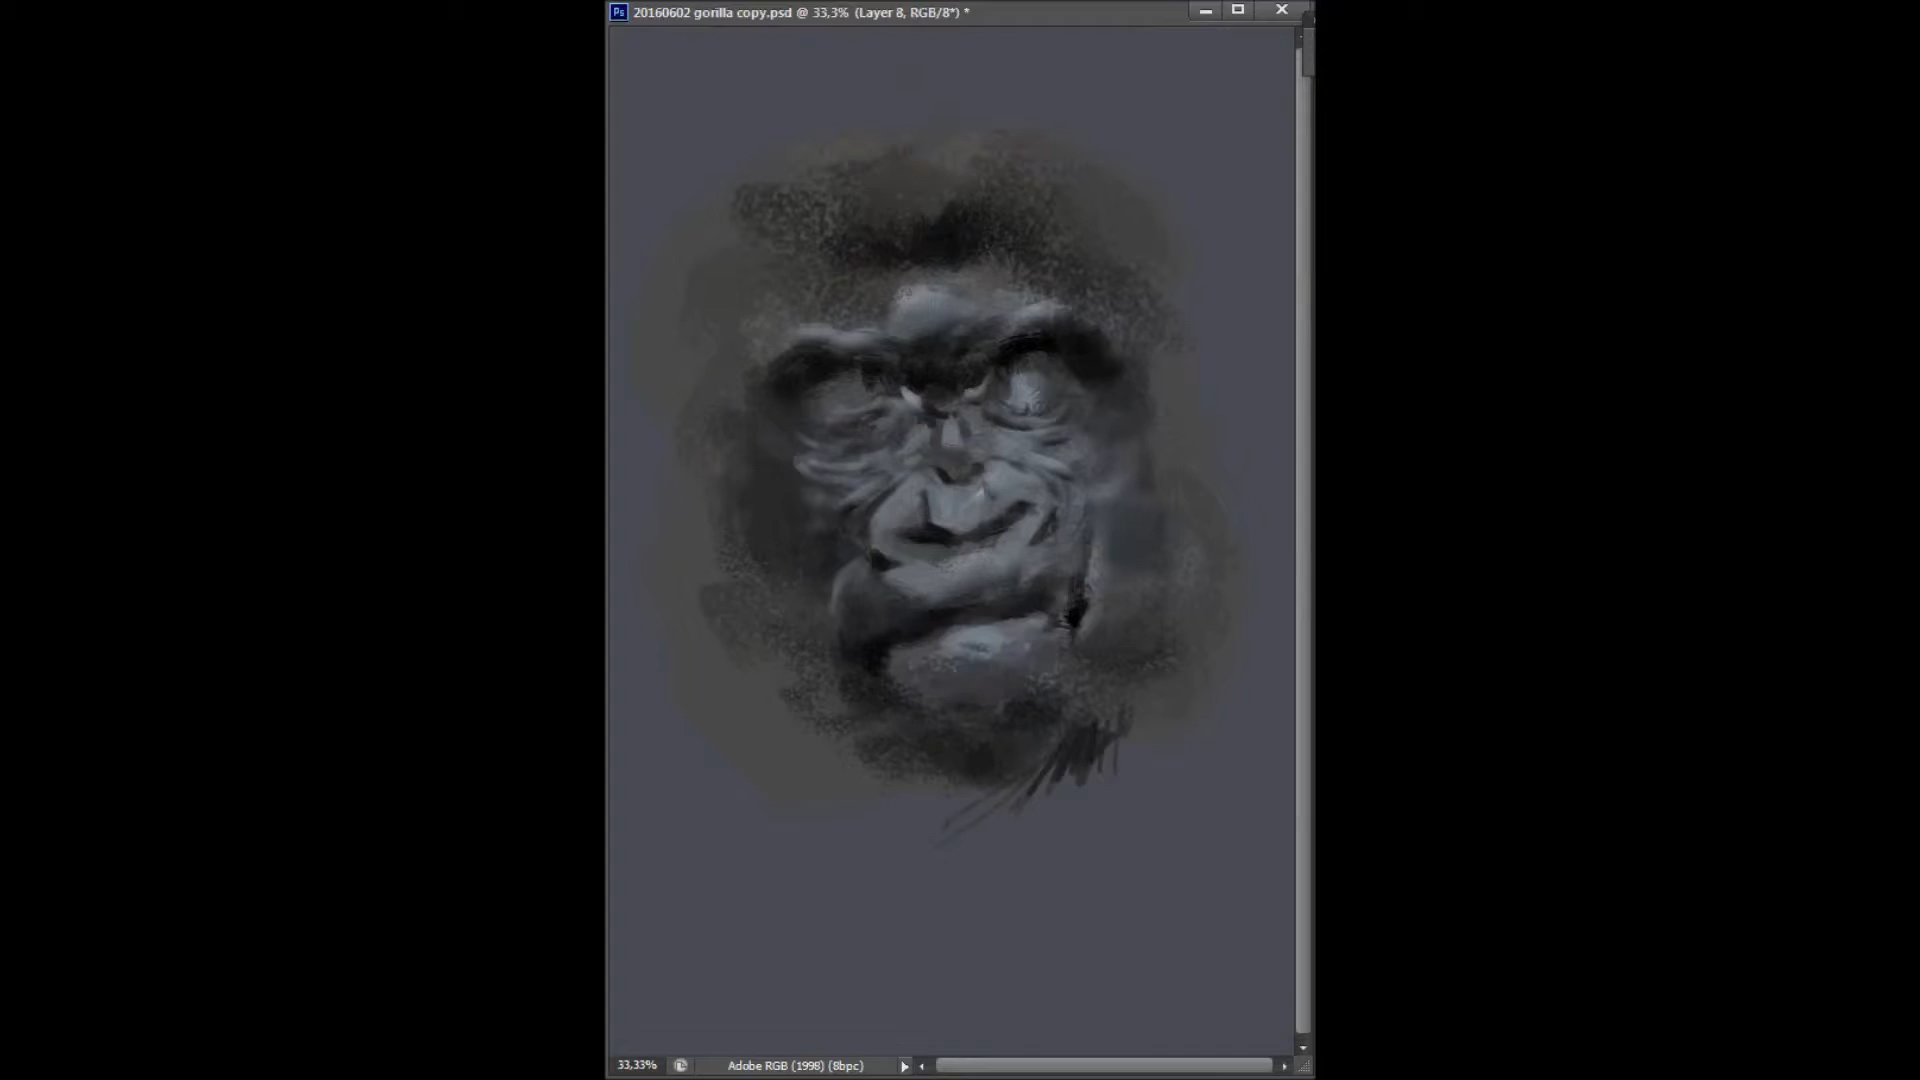 Ps 20160602 gorilla copy.psd @ 33,3% (Layer 8, RGB/8*) *
33,33% Adobe RGB (1998) (8bpc)